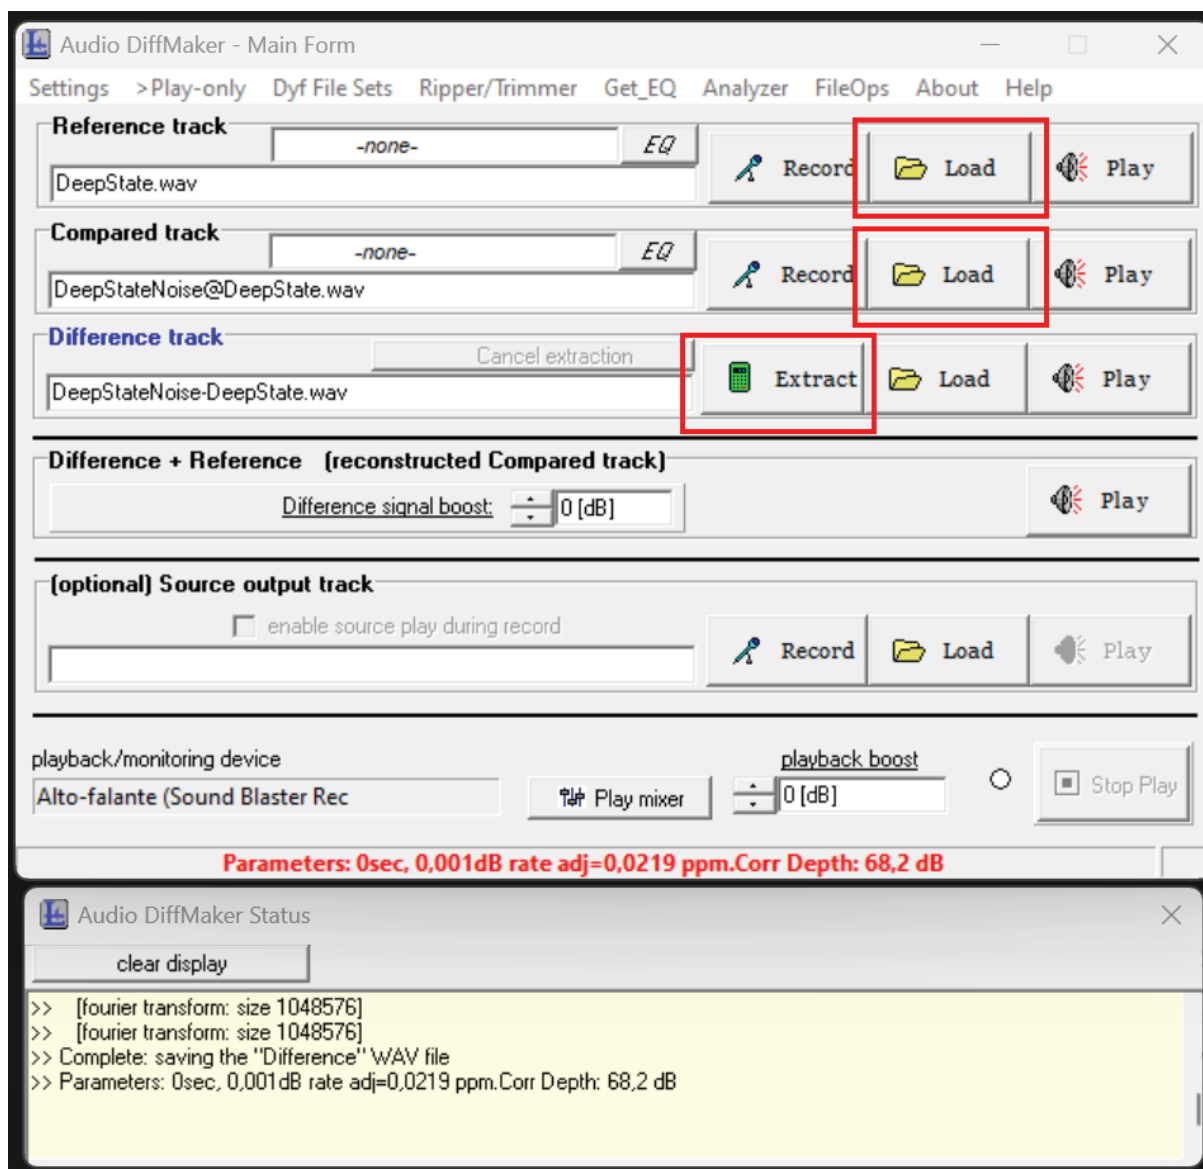 Audio DiffMaker - Main Form
Settings >Play-only Dyf File Sets Ripper/Trimmer Get_EQ Analyzer FileOps About Help
Reference track
-none- EQ
DeepState.wav
Record Load Play
Compared track
-none- EQ
DeepStateNoise@DeepState.wav
Record Load Play
Difference track
Cancel extraction
DeepStateNoise-DeepState.wav
Extract Load Play
Difference + Reference (reconstructed Compared track)
Difference signal boost: 0 [dB]
Play
(optional) Source output track
enable source play during record
Record Load Play
playback/monitoring device
Alto-falante (Sound Blaster Rec
Play mixer
playback boost
0 [dB]
Stop Play
Parameters: 0sec, 0,001dB rate adj=0,0219 ppm.Corr Depth: 68,2 dB
Audio DiffMaker Status
clear display
>> [fourier transform: size 1048576]
>> [fourier transform: size 1048576]
>> Complete: saving the "Difference" WAV file
>> Parameters: 0sec, 0,001dB rate adj=0,0219 ppm.Corr Depth: 68,2 dB